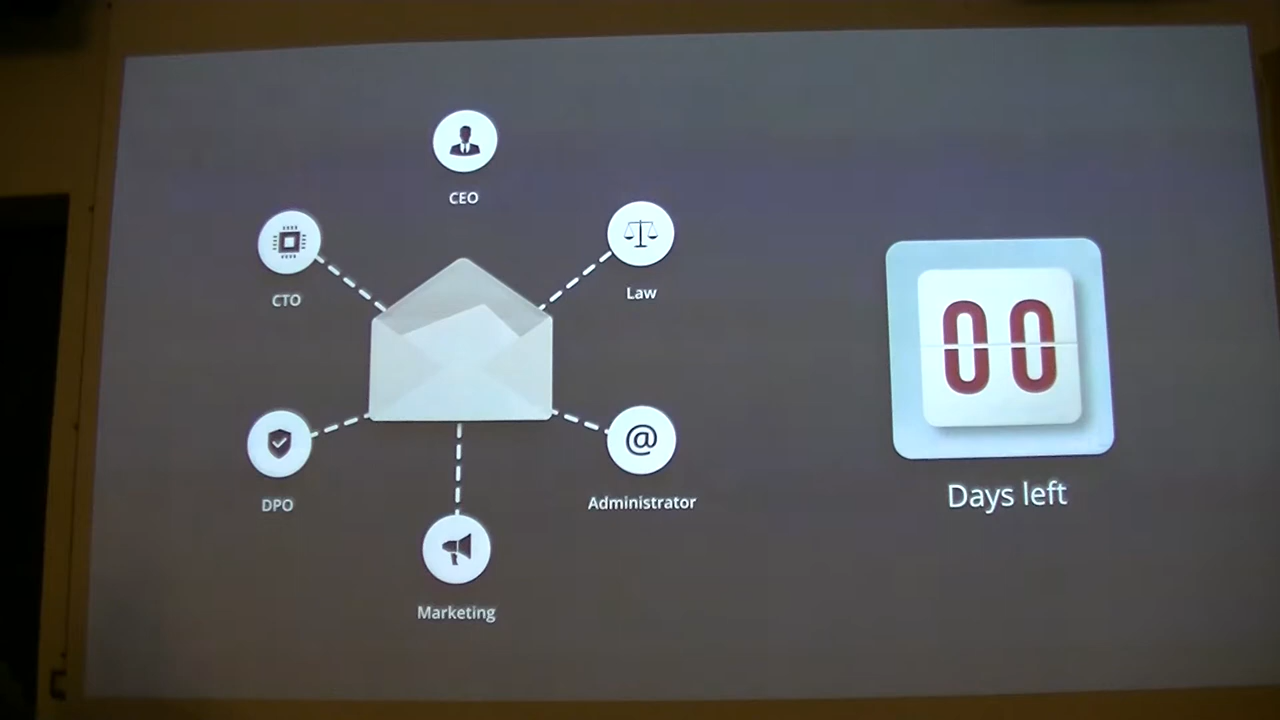 CEO
CTO
Law
DPO
@
Administrator
Marketing
00
Days left